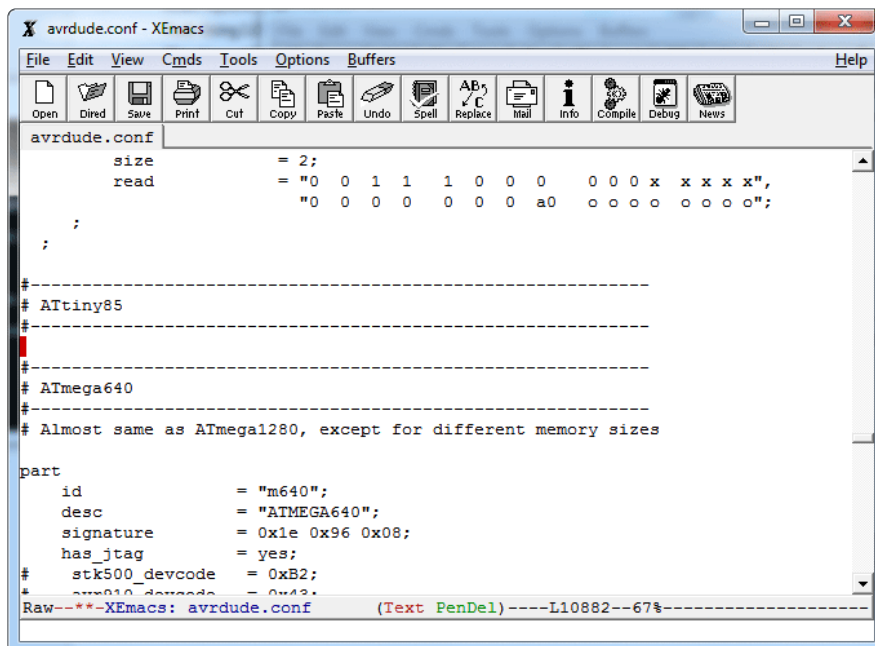 avrdude.conf - XEmacs
File Edit View Cmds Tools Options Buffers Help
Open Dired Save Print Cut Copy Paste Undo Spell Replace Mail Info Compile Debug News
avrdude.conf
size = 2;
read = "0 0 1 1 1 0 0 0 0 0 0 x x x x x",
"0 0 0 0 0 0 0 a0 o o o o o o o o";
;
;
#------------------------------------------------------------
# ATtiny85
#------------------------------------------------------------
#------------------------------------------------------------
# ATmega640
#------------------------------------------------------------
# Almost same as ATmega1280, except for different memory sizes
part
id = "m640";
desc = "ATMEGA640";
signature = 0x1e 0x96 0x08;
has_jtag = yes;
# stk500_devcode = 0xB2;
# avr910_devcode = 0x43;
Raw--**-XEmacs: avrdude.conf (Text PenDel)----L10882--67%--------------------